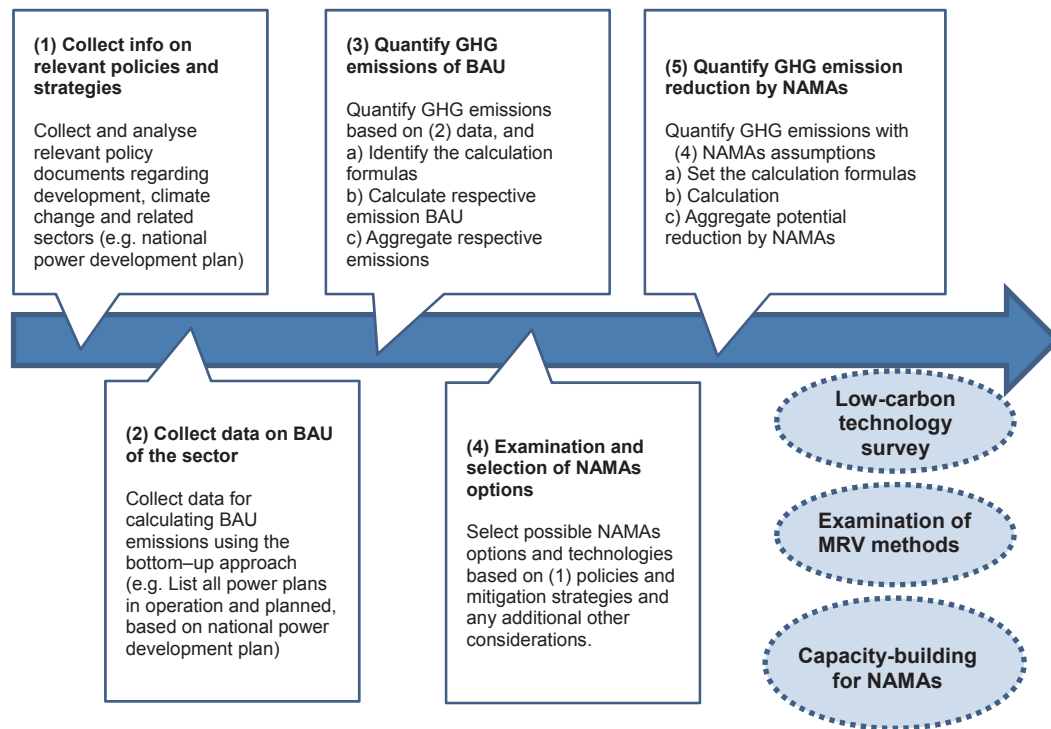 (1) Collect info on
relevant policies and
strategies
Collect and analyse
relevant policy
documents regarding
development, climate
change and related
sectors (e.g. national
power development plan)
(2) Collect data on BAU
of the sector
Collect data for
calculating BAU
emissions using the
bottom–up approach
(e.g. List all power plans
in operation and planned,
based on national power
development plan)
(3) Quantify GHG
emissions of BAU
Quantify GHG emissions
based on (2) data, and
a) Identify the calculation
formulas
b) Calculate respective
emission BAU
c) Aggregate respective
emissions
(4) Examination and
selection of NAMAs
options
Select possible NAMAs
options and technologies
based on (1) policies and
mitigation strategies and
any additional other
considerations.
(5) Quantify GHG emission
reduction by NAMAs
Quantify GHG emissions with
(4) NAMAs assumptions
a) Set the calculation formulas
b) Calculation
c) Aggregate potential
reduction by NAMAs
Low-carbon
technology
survey
Examination of
MRV methods
Capacity-building
for NAMAs